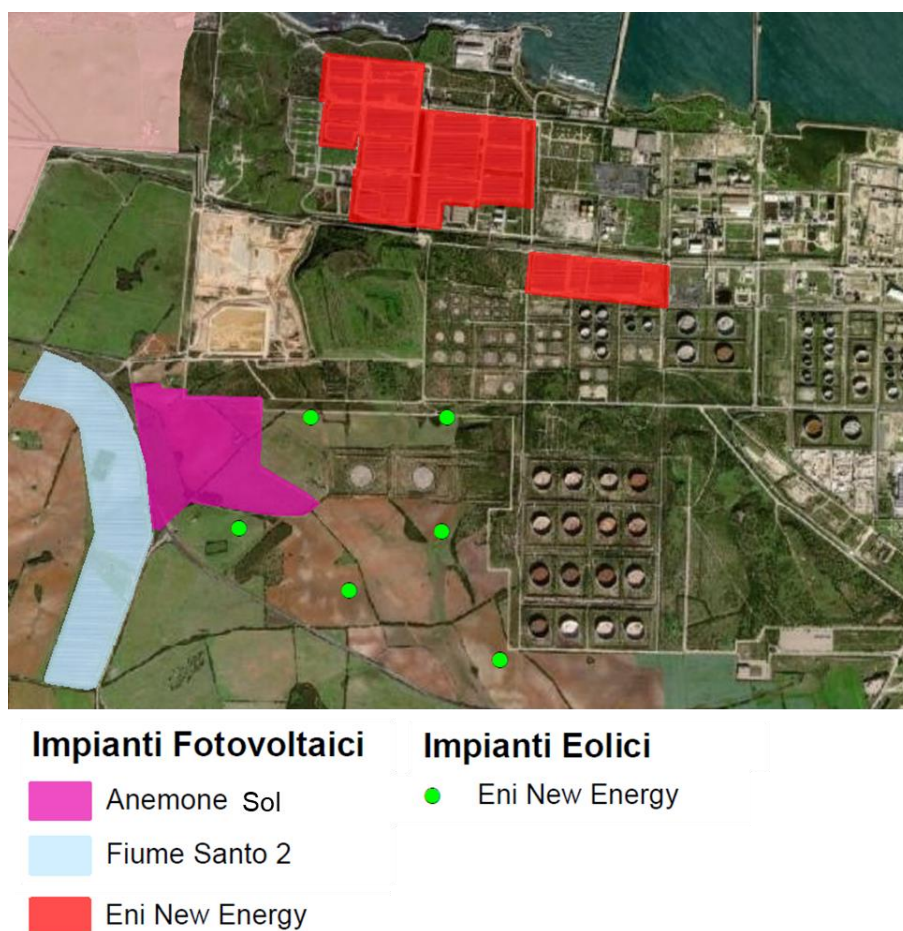 Impianti Fotovoltaici
Anemone Sol
Fiume Santo 2
Eni New Energy
Impianti Eolici
Eni New Energy